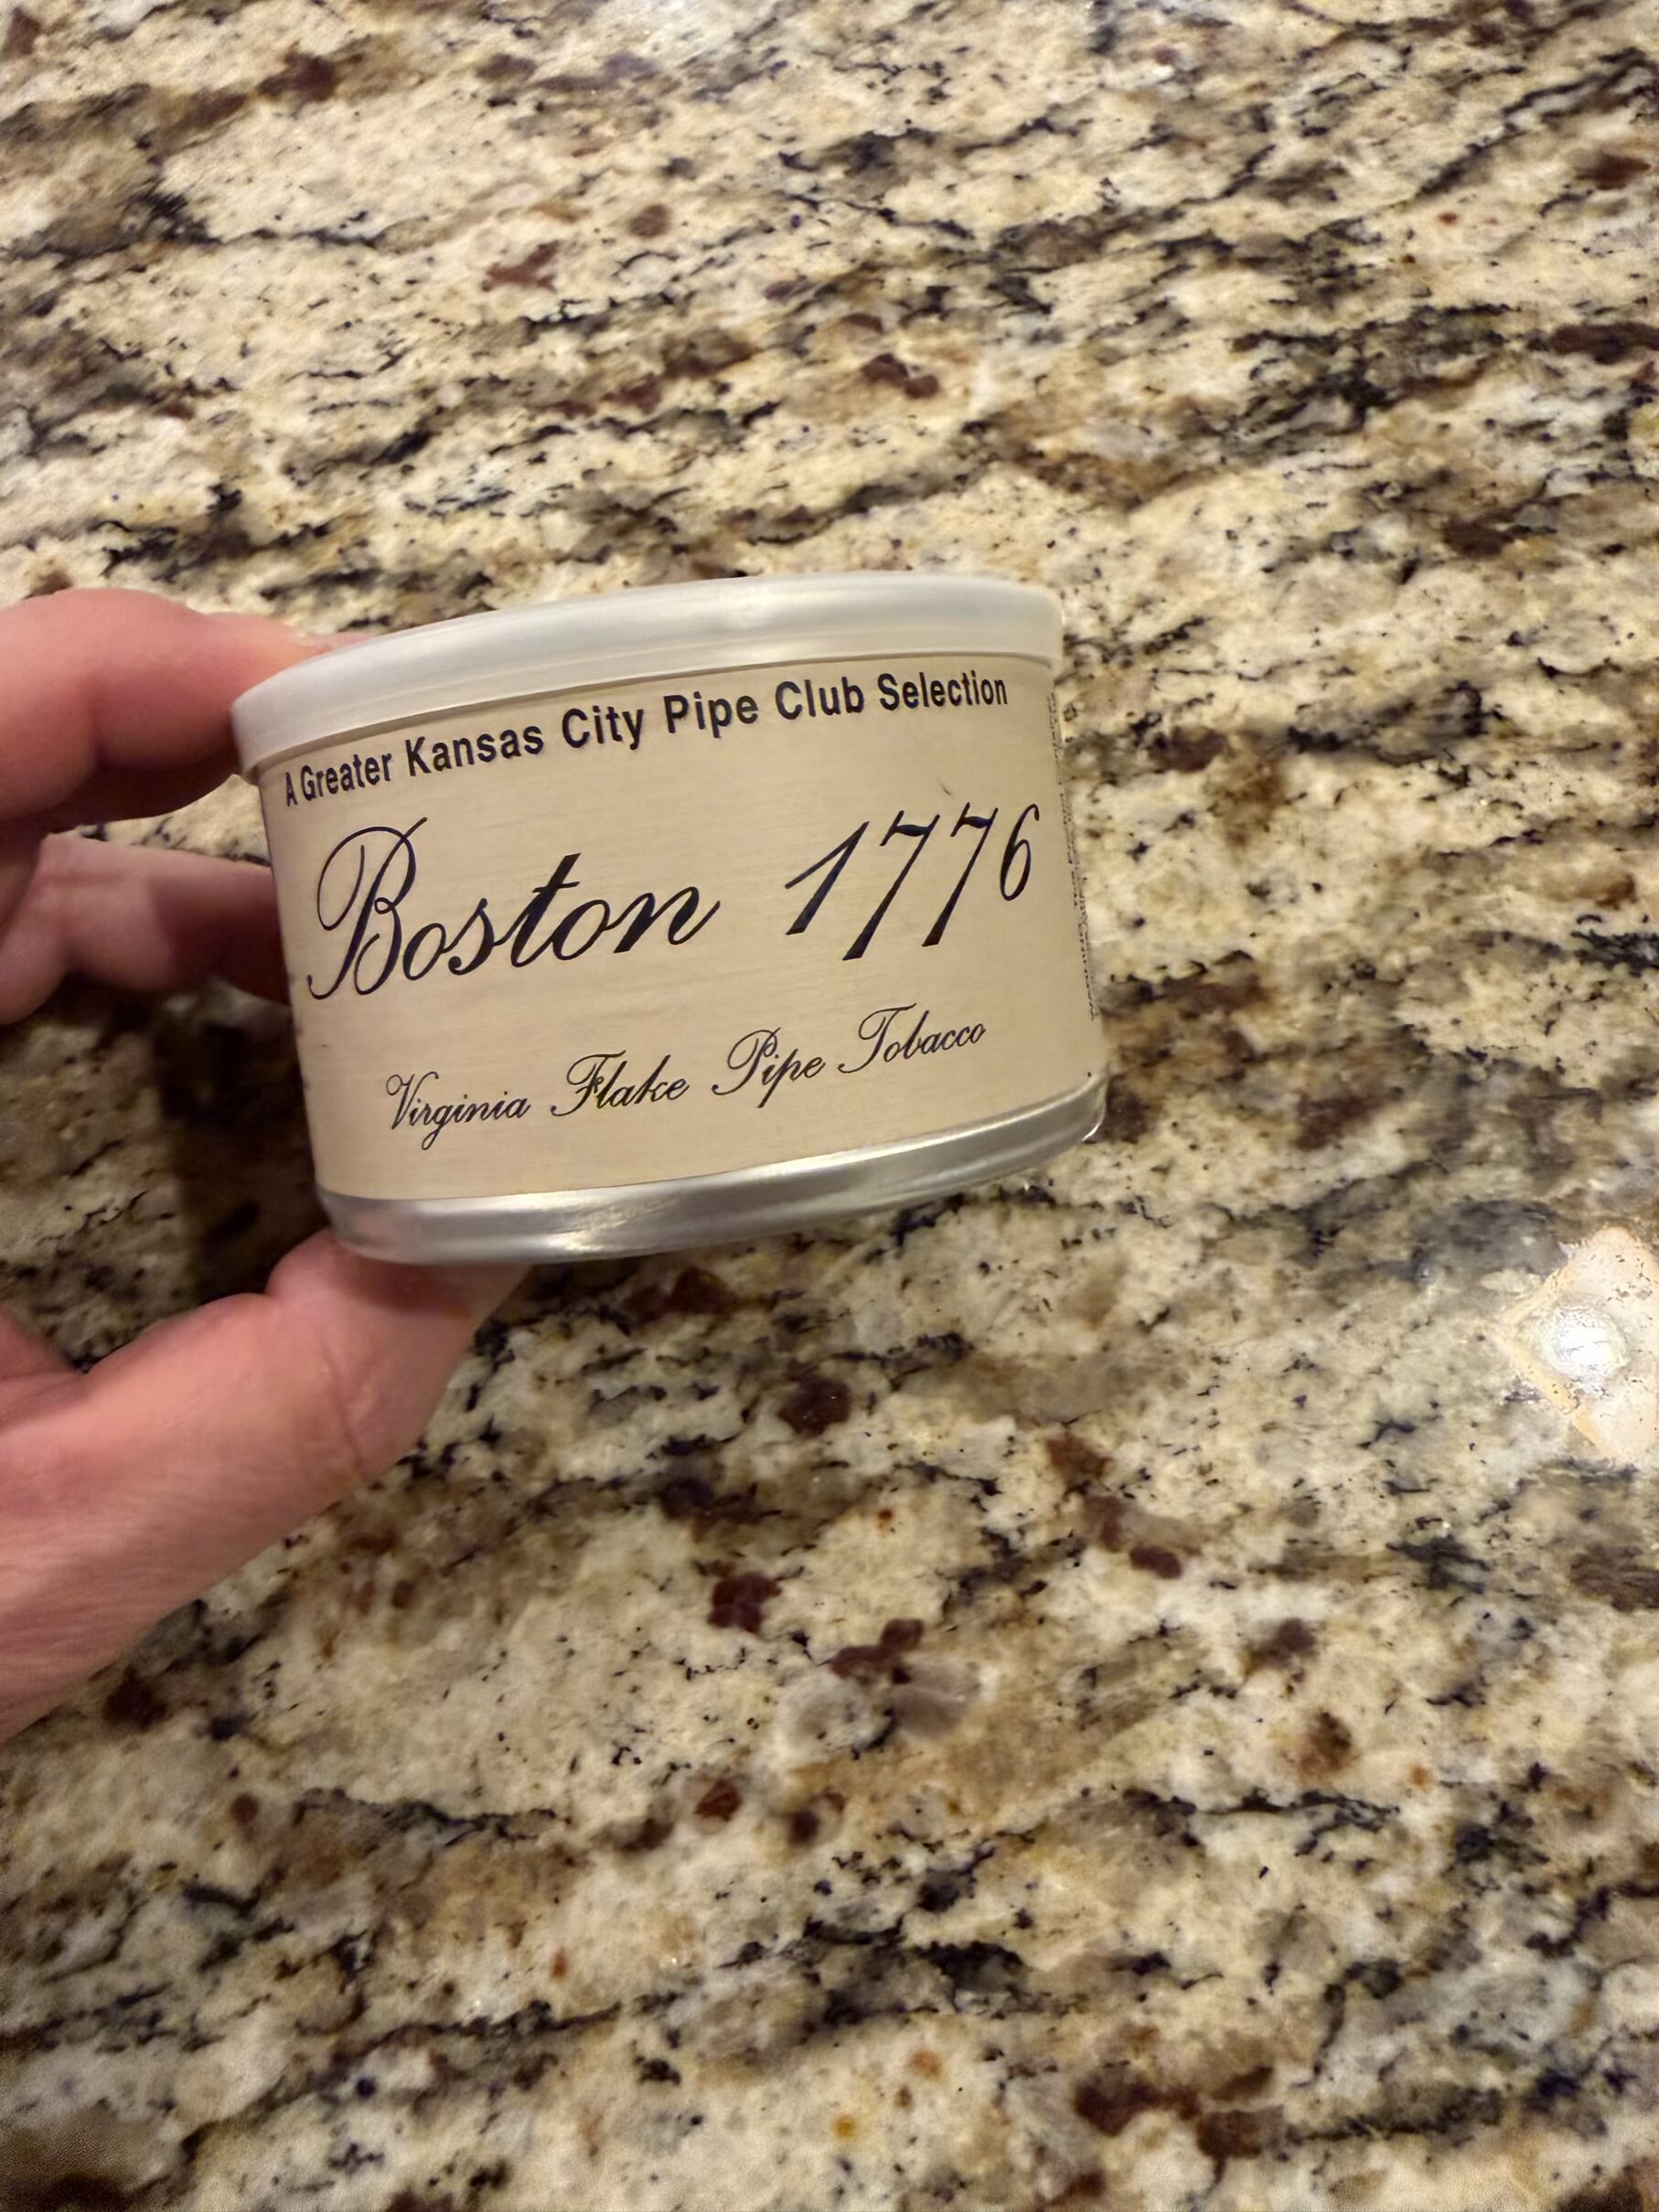 A Greater Kansas City Pipe Club Selection
Boston 1776
Virginia Flake Pipe Tobacco